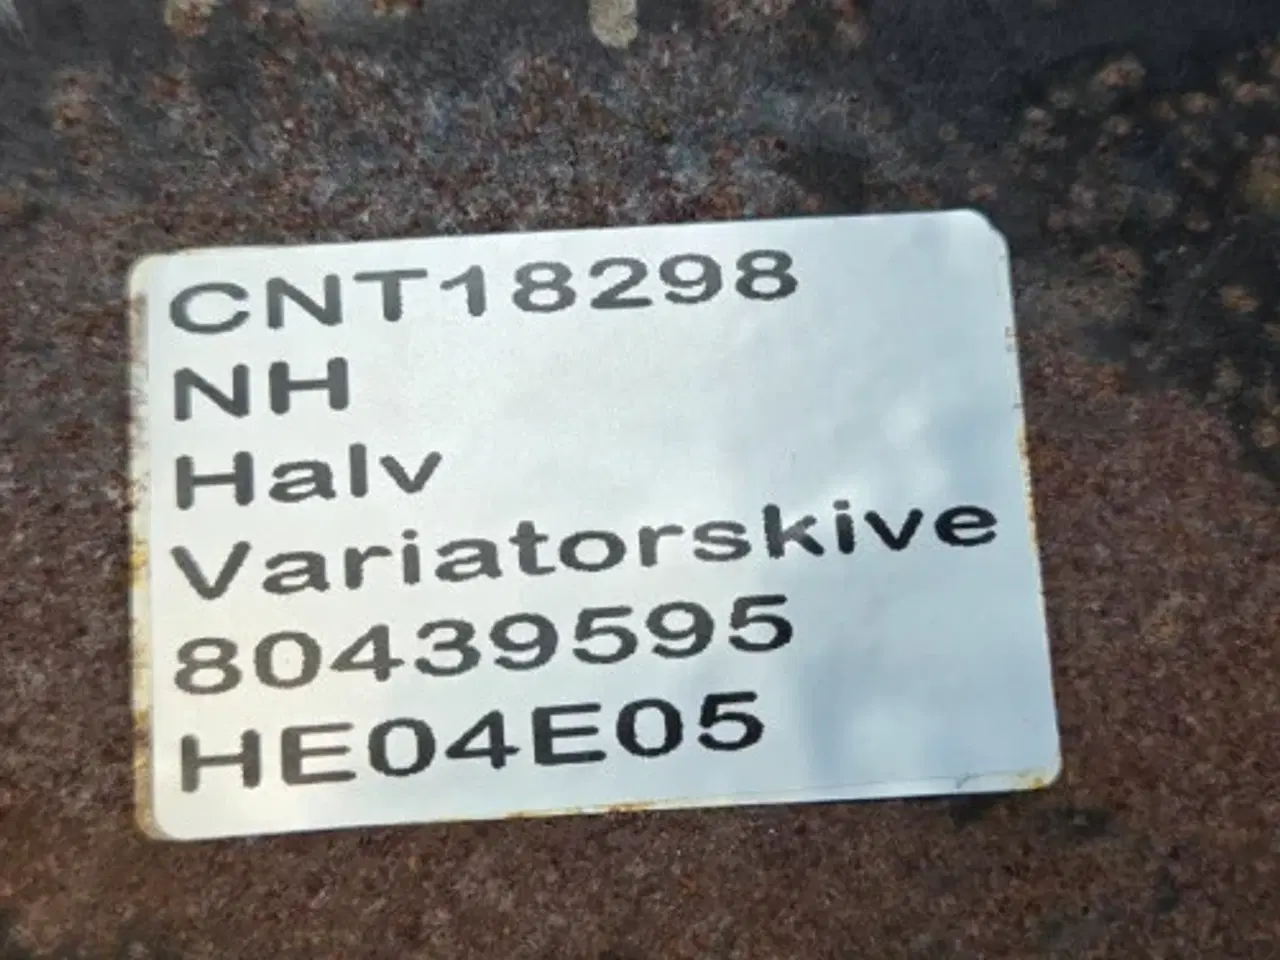 CNT18298
NH
Halv
Variatorskive
80439595
HE04E05